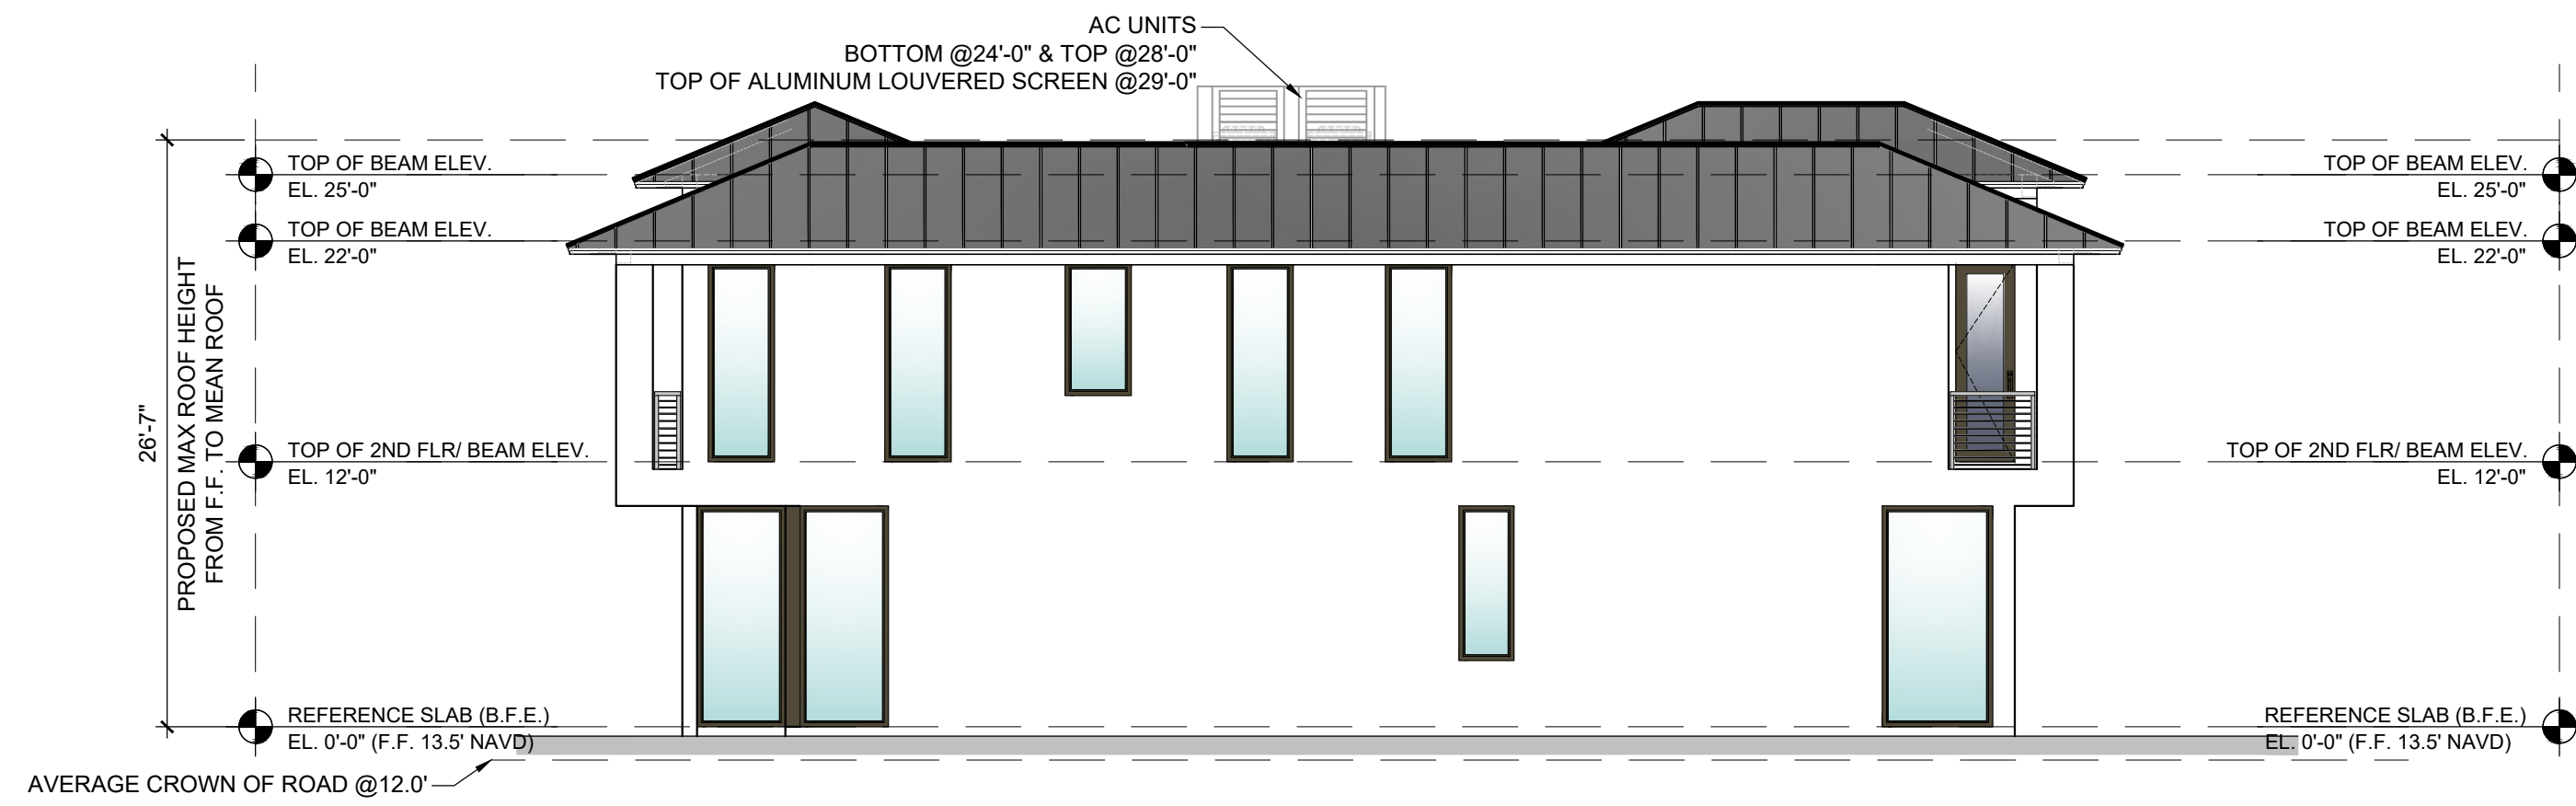 AC UNITS
BOTTOM @24'-0" & TOP @28'-0"
TOP OF ALUMINUM LOUVERED SCREEN @29'-0"
TOP OF BEAM ELEV.
EL. 25'-0"
TOP OF BEAM ELEV.
EL. 22'-0"
26'-7"
PROPOSED MAX ROOF HEIGHT
FROM F.F. TO MEAN ROOF
TOP OF 2ND FLR/ BEAM ELEV.
EL. 12'-0"
REFERENCE SLAB (B.F.E.)
EL. 0'-0" (F.F. 13.5' NAVD)
AVERAGE CROWN OF ROAD @12.0'
TOP OF BEAM ELEV.
EL. 25'-0"
TOP OF BEAM ELEV.
EL. 22'-0"
TOP OF 2ND FLR/ BEAM ELEV.
EL. 12'-0"
REFERENCE SLAB (B.F.E.)
EL. 0'-0" (F.F. 13.5' NAVD)